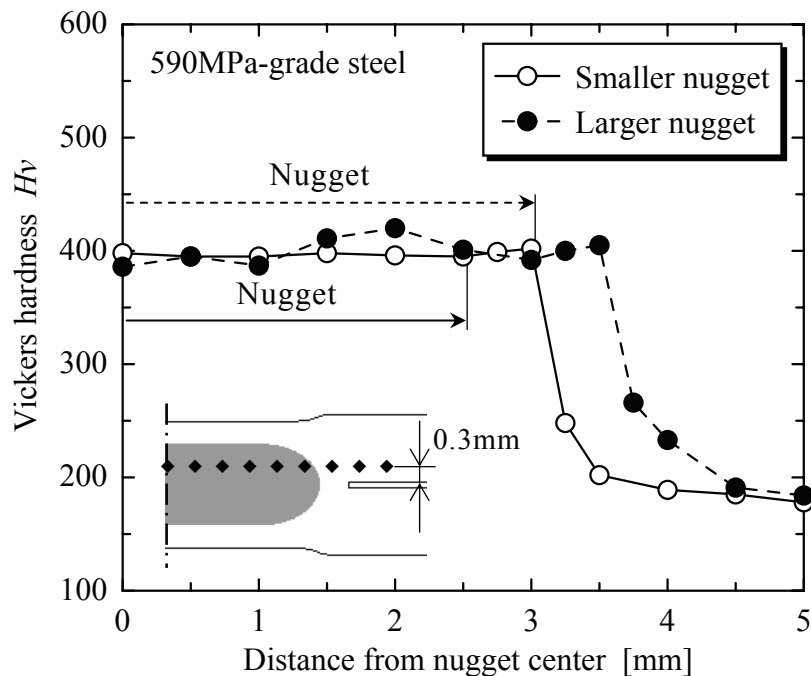 600
500
400
300
200
100
Vickers hardness Hv
590MPa-grade steel
Smaller nugget
Larger nugget
Nugget
Nugget
0.3mm
0
1
2
3
4
5
Distance from nugget center [mm]